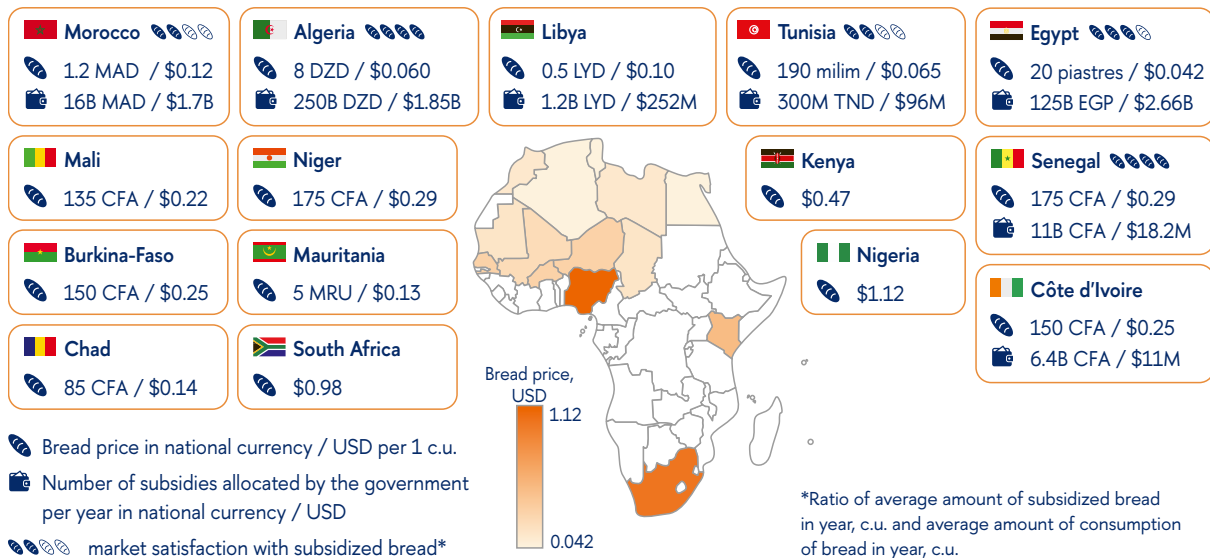 Morocco
1.2 MAD / $0.12
16B MAD / $1.7B
Algeria
8 DZD / $0.060
250B DZD / $1.85B
Libya
0.5 LYD / $0.10
1.2B LYD / $252M
Tunisia
190 milim / $0.065
300M TND / $96M
Egypt
20 piastres / $0.042
125B EGP / $2.66B
Mali
135 CFA / $0.22
Niger
175 CFA / $0.29
Kenya
$0.47
Senegal
175 CFA / $0.29
11B CFA / $18.2M
Burkina-Faso
150 CFA / $0.25
Mauritania
5 MRU / $0.13
Nigeria
$1.12
Côte d'Ivoire
150 CFA / $0.25
6.4B CFA / $11M
Chad
85 CFA / $0.14
South Africa
$0.98
Bread price,
USD
1.12
0.042
Bread price in national currency / USD per 1 c.u.
Number of subsidies allocated by the government
per year in national currency / USD
market satisfaction with subsidized bread*
*Ratio of average amount of subsidized bread
in year, c.u. and average amount of consumption
of bread in year, c.u.